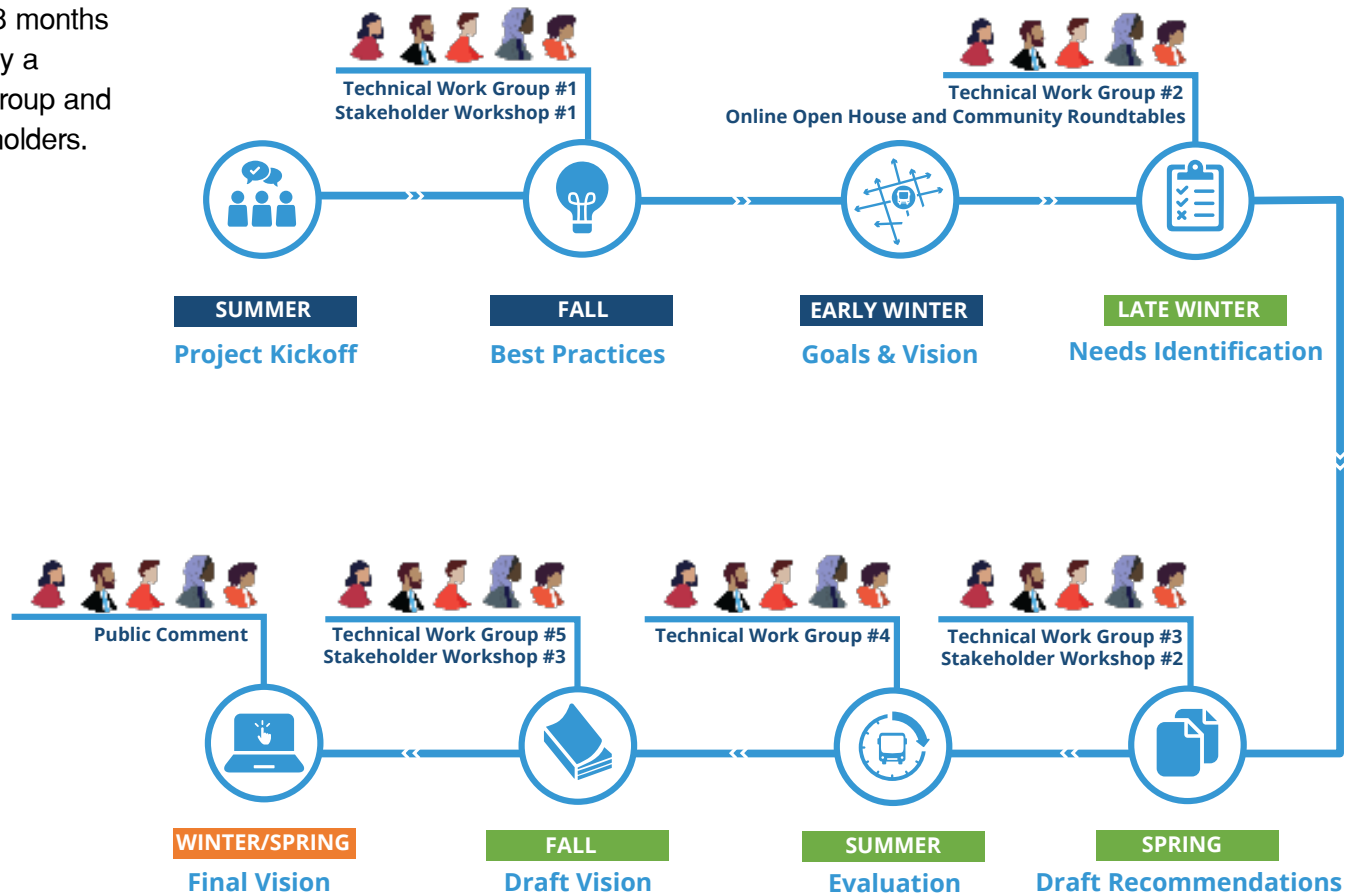 months
y a
roup and
holders.
Technical Work Group #1
Stakeholder Workshop #1
Technical Work Group #2
Online Open House and Community Roundtables
SUMMER
FALL
EARLY WINTER
LATE WINTER
Project Kickoff
Best Practices
Goals & Vision
Needs Identification
Public Comment
Technical Work Group #5
Stakeholder Workshop #3
Technical Work Group #4
Technical Work Group #3
Stakeholder Workshop #2
WINTER/SPRING
FALL
SUMMER
SPRING
Final Vision
Draft Vision
Evaluation
Draft Recommendations